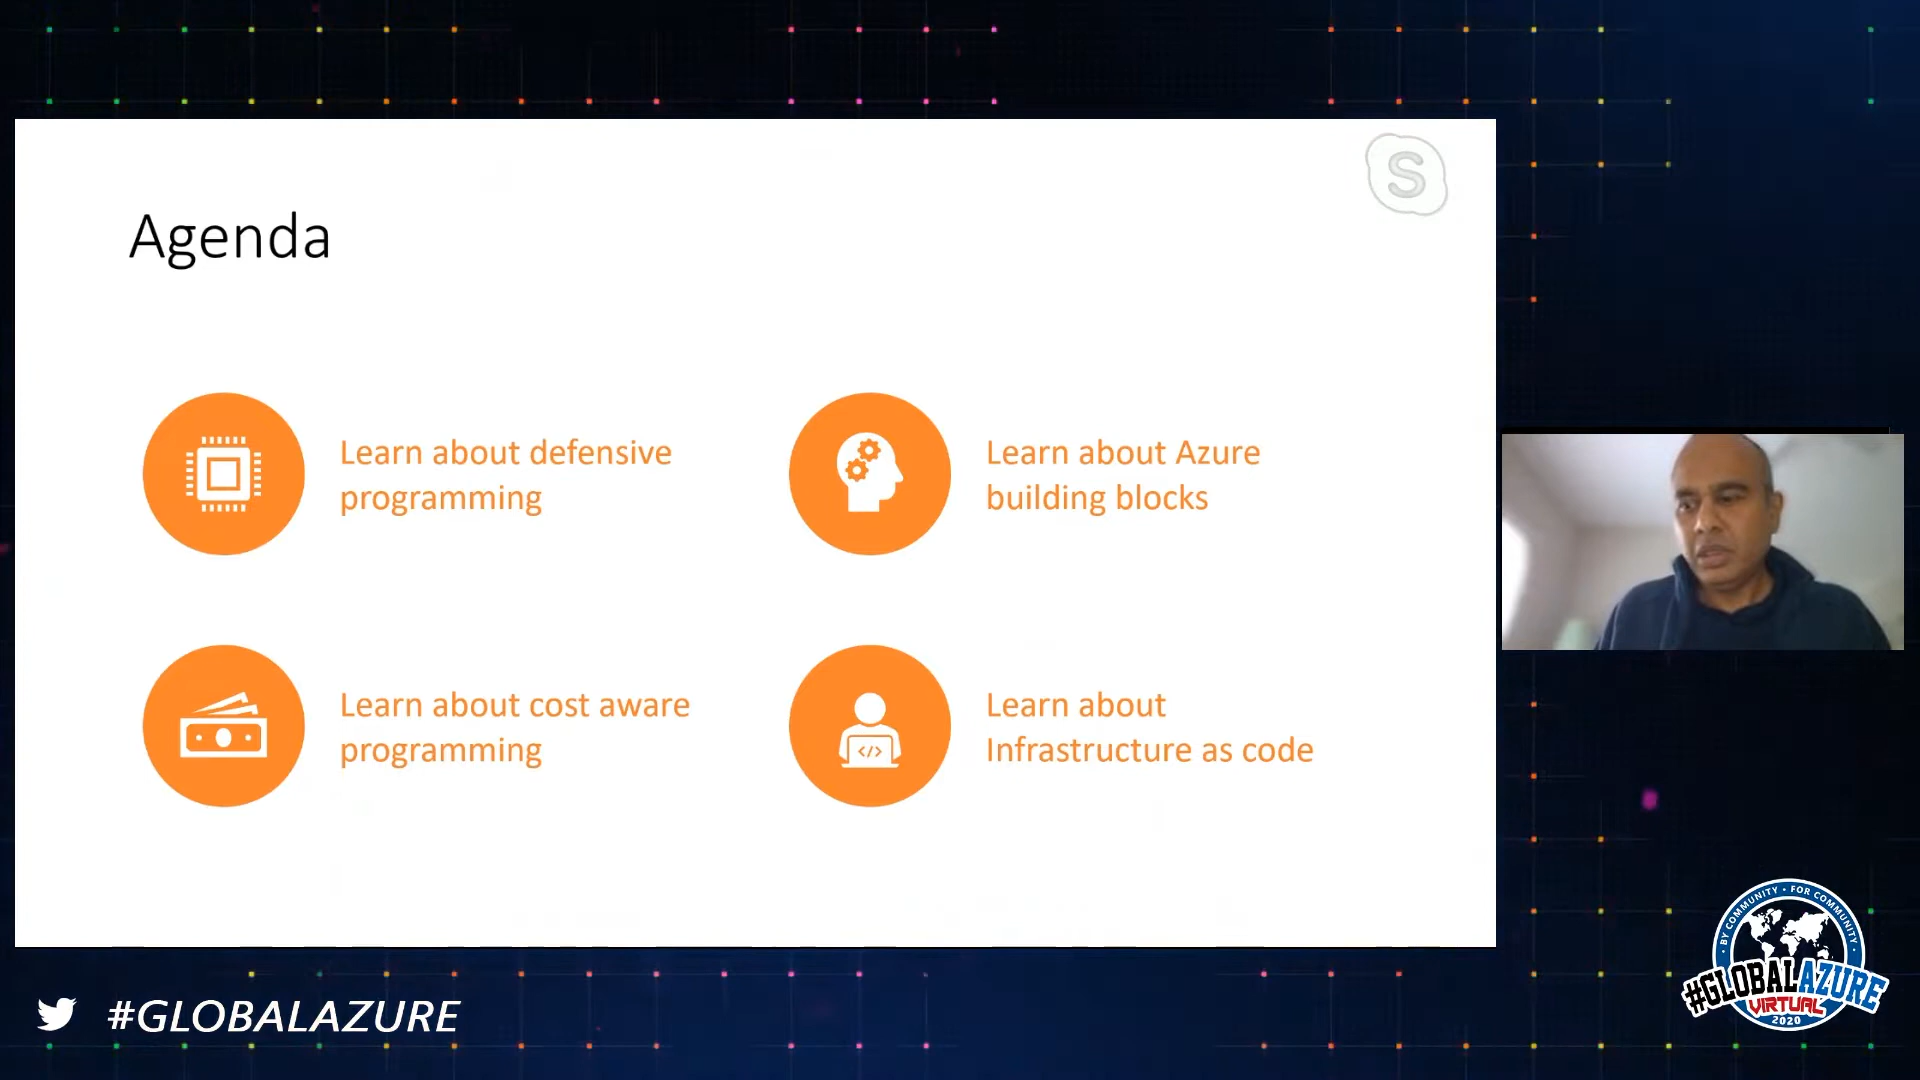 Agenda
S
Learn about defensive
programming
Learn about Azure
building blocks
Learn about cost aware
programming
</>
Learn about
Infrastructure as code
#GLOBALAZURE
BY COMMUNITY • FOR COMMUNITY
#GLOBALAZURE
VIRTUAL
2020